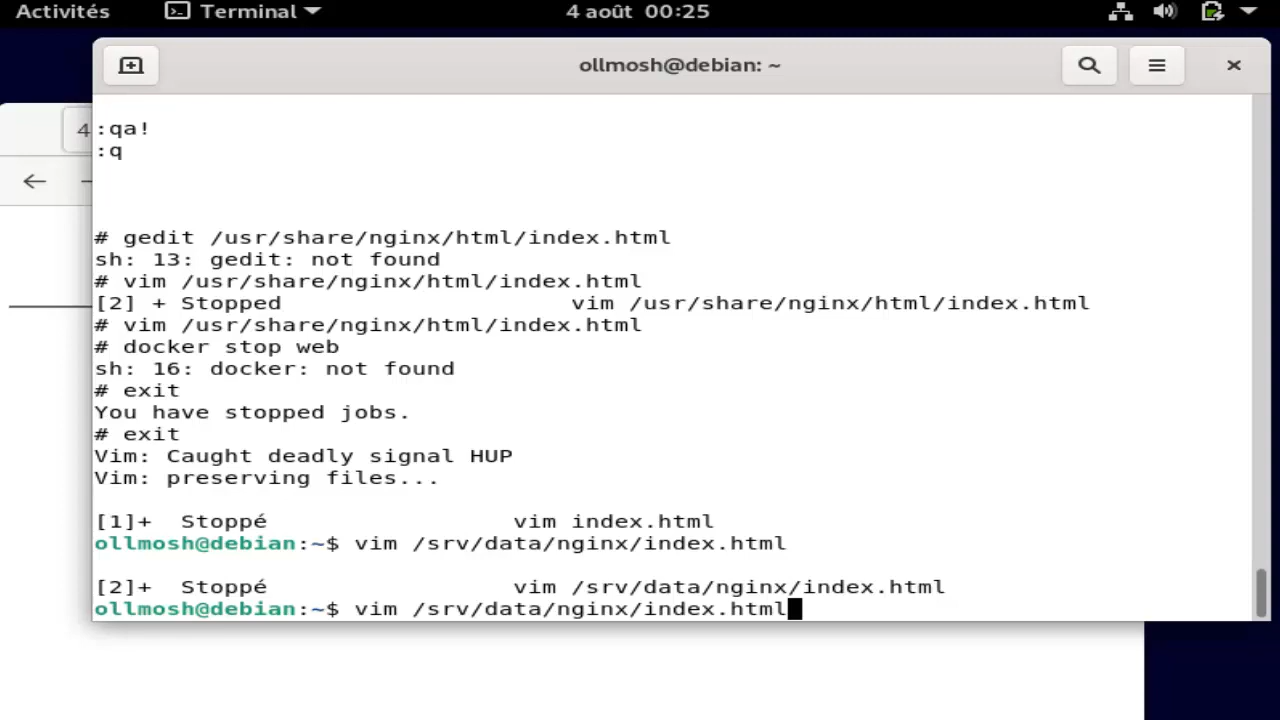 Activités Terminal 4 août 00:25
ollmosh@debian: ~
4
:qa!
:q
# gedit /usr/share/nginx/html/index.html
sh: 13: gedit: not found
# vim /usr/share/nginx/html/index.html
[2] + Stopped                    vim /usr/share/nginx/html/index.html
# vim /usr/share/nginx/html/index.html
# docker stop web
sh: 16: docker: not found
# exit
You have stopped jobs.
# exit
Vim: Caught deadly signal HUP
Vim: preserving files...
[1]+  Stoppé                 vim index.html
ollmosh@debian:~$ vim /srv/data/nginx/index.html
[2]+  Stoppé                 vim /srv/data/nginx/index.html
ollmosh@debian:~$ vim /srv/data/nginx/index.html